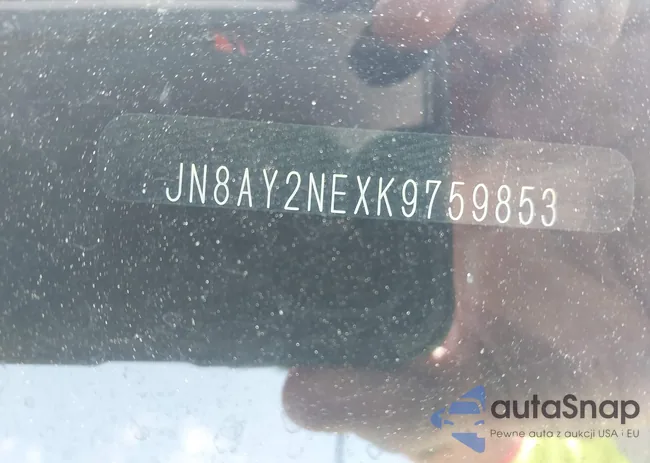 JN8AY2NEXK9759853
autaSnap
Pewne auta z aukcji USA i EU